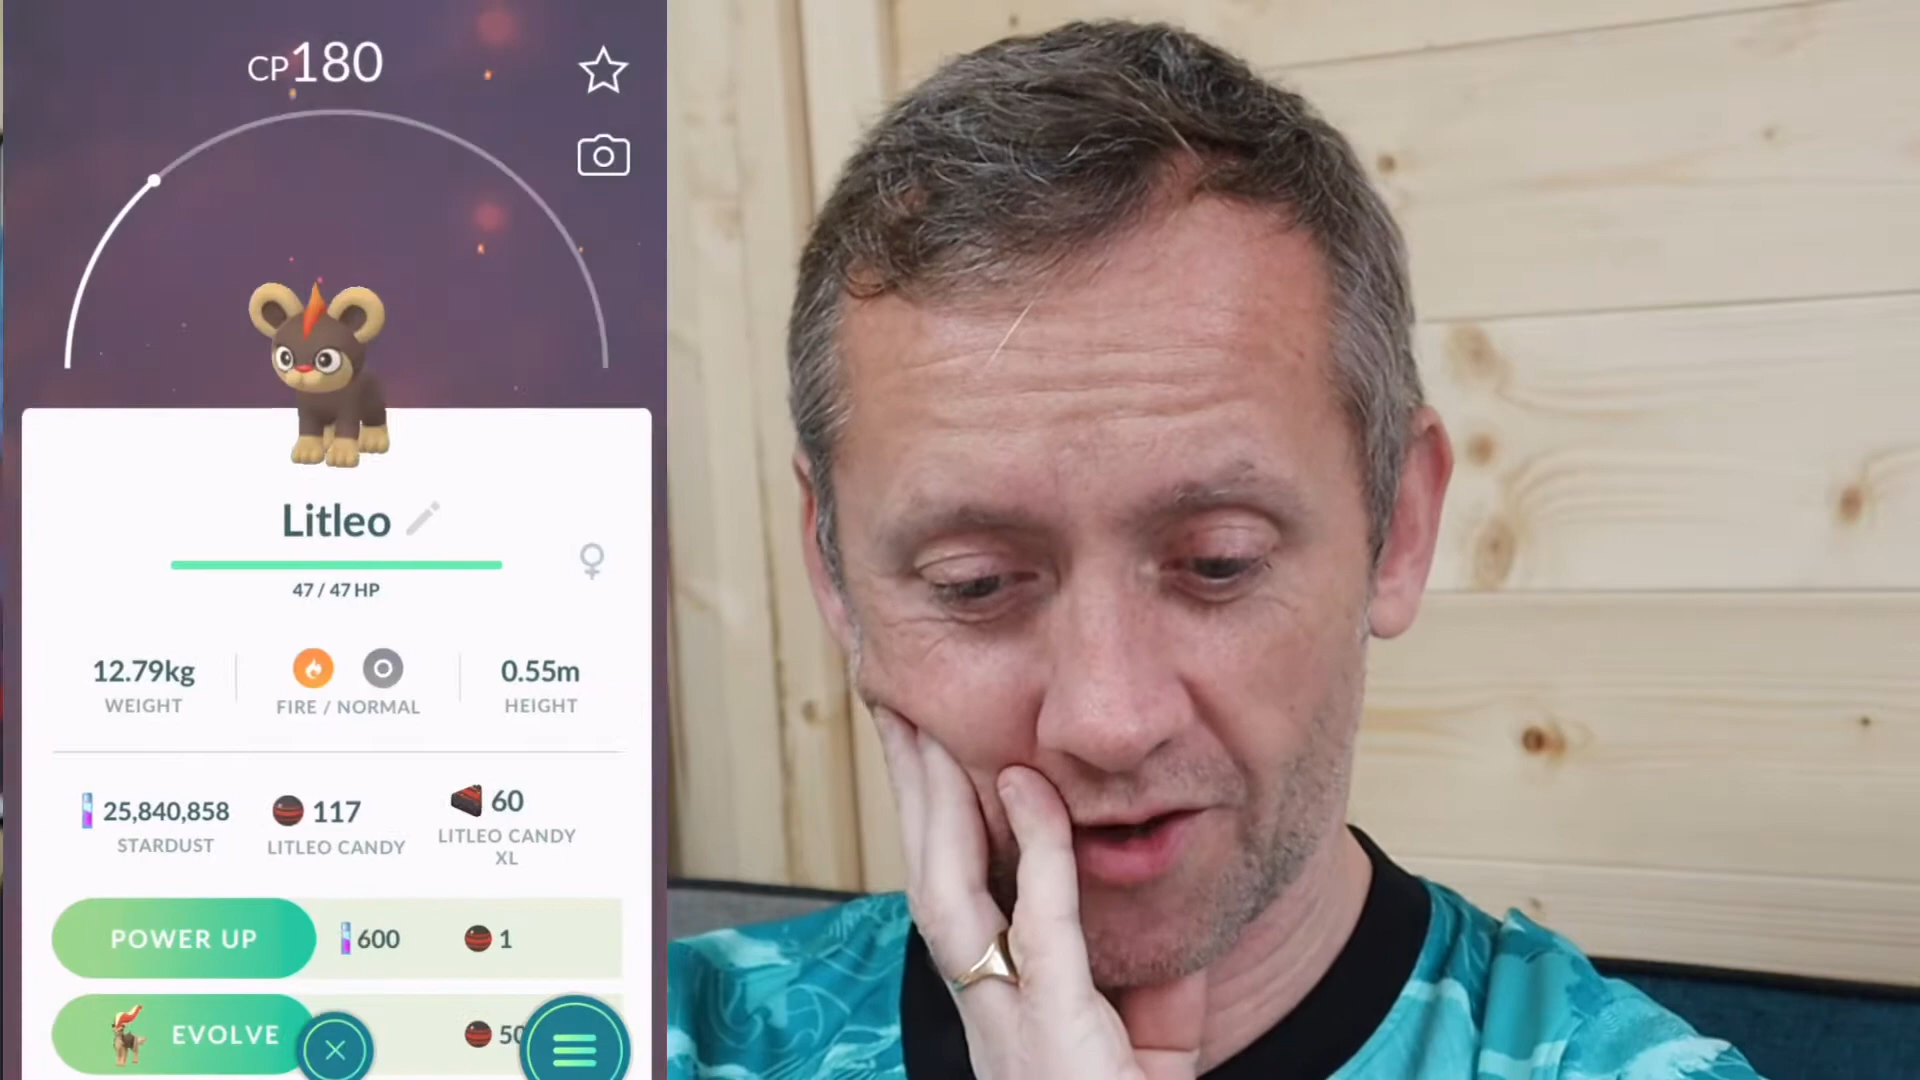 CP180
Litleo
47 / 47 HP
12.79kg
WEIGHT
FIRE / NORMAL
0.55m
HEIGHT
25,840,858
STARDUST
117
LITLEO CANDY
60
LITLEO CANDY
XL
POWER UP
600
1
EVOLVE
50